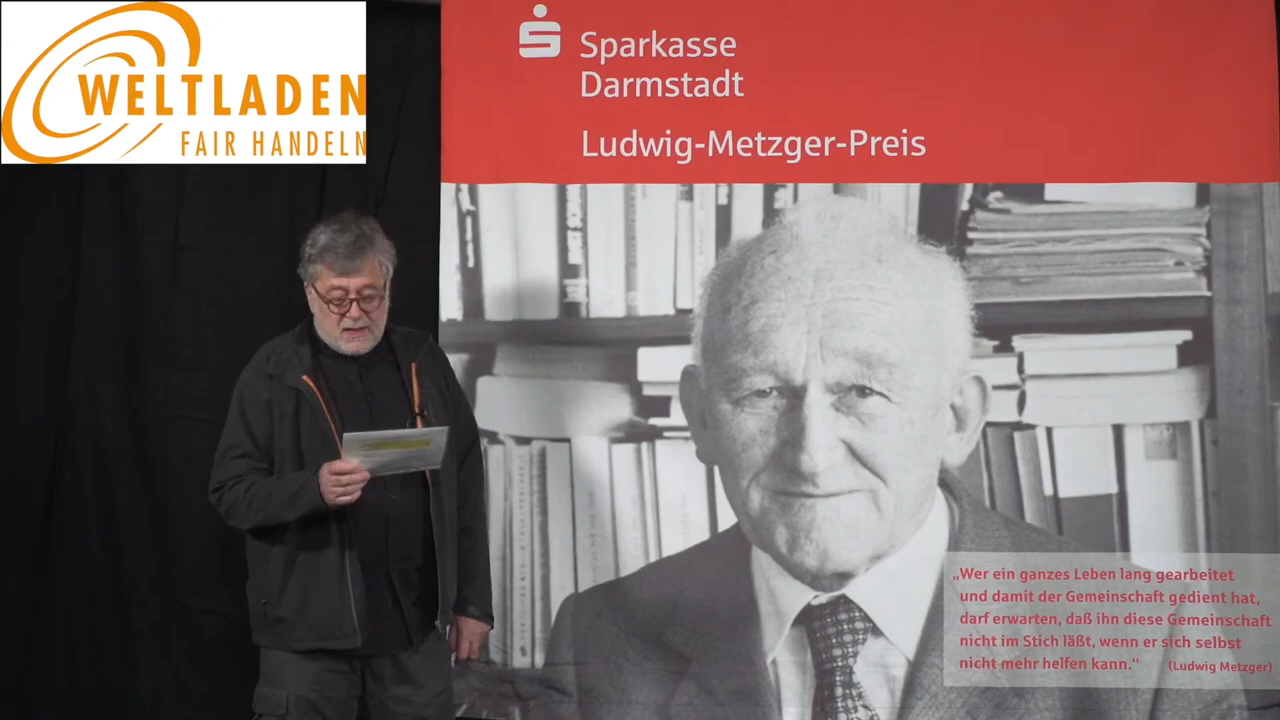 WELTLADEN
FAIR HANDELN
Sparkasse
Darmstadt
Ludwig-Metzger-Preis
„Wer ein ganzes Leben lang gearbeitet
und damit der Gemeinschaft gedient hat,
darf erwarten, daß ihn diese Gemeinschaft
nicht im Stich läßt, wenn er sich selbst
nicht mehr helfen kann.“ (Ludwig Metzger)